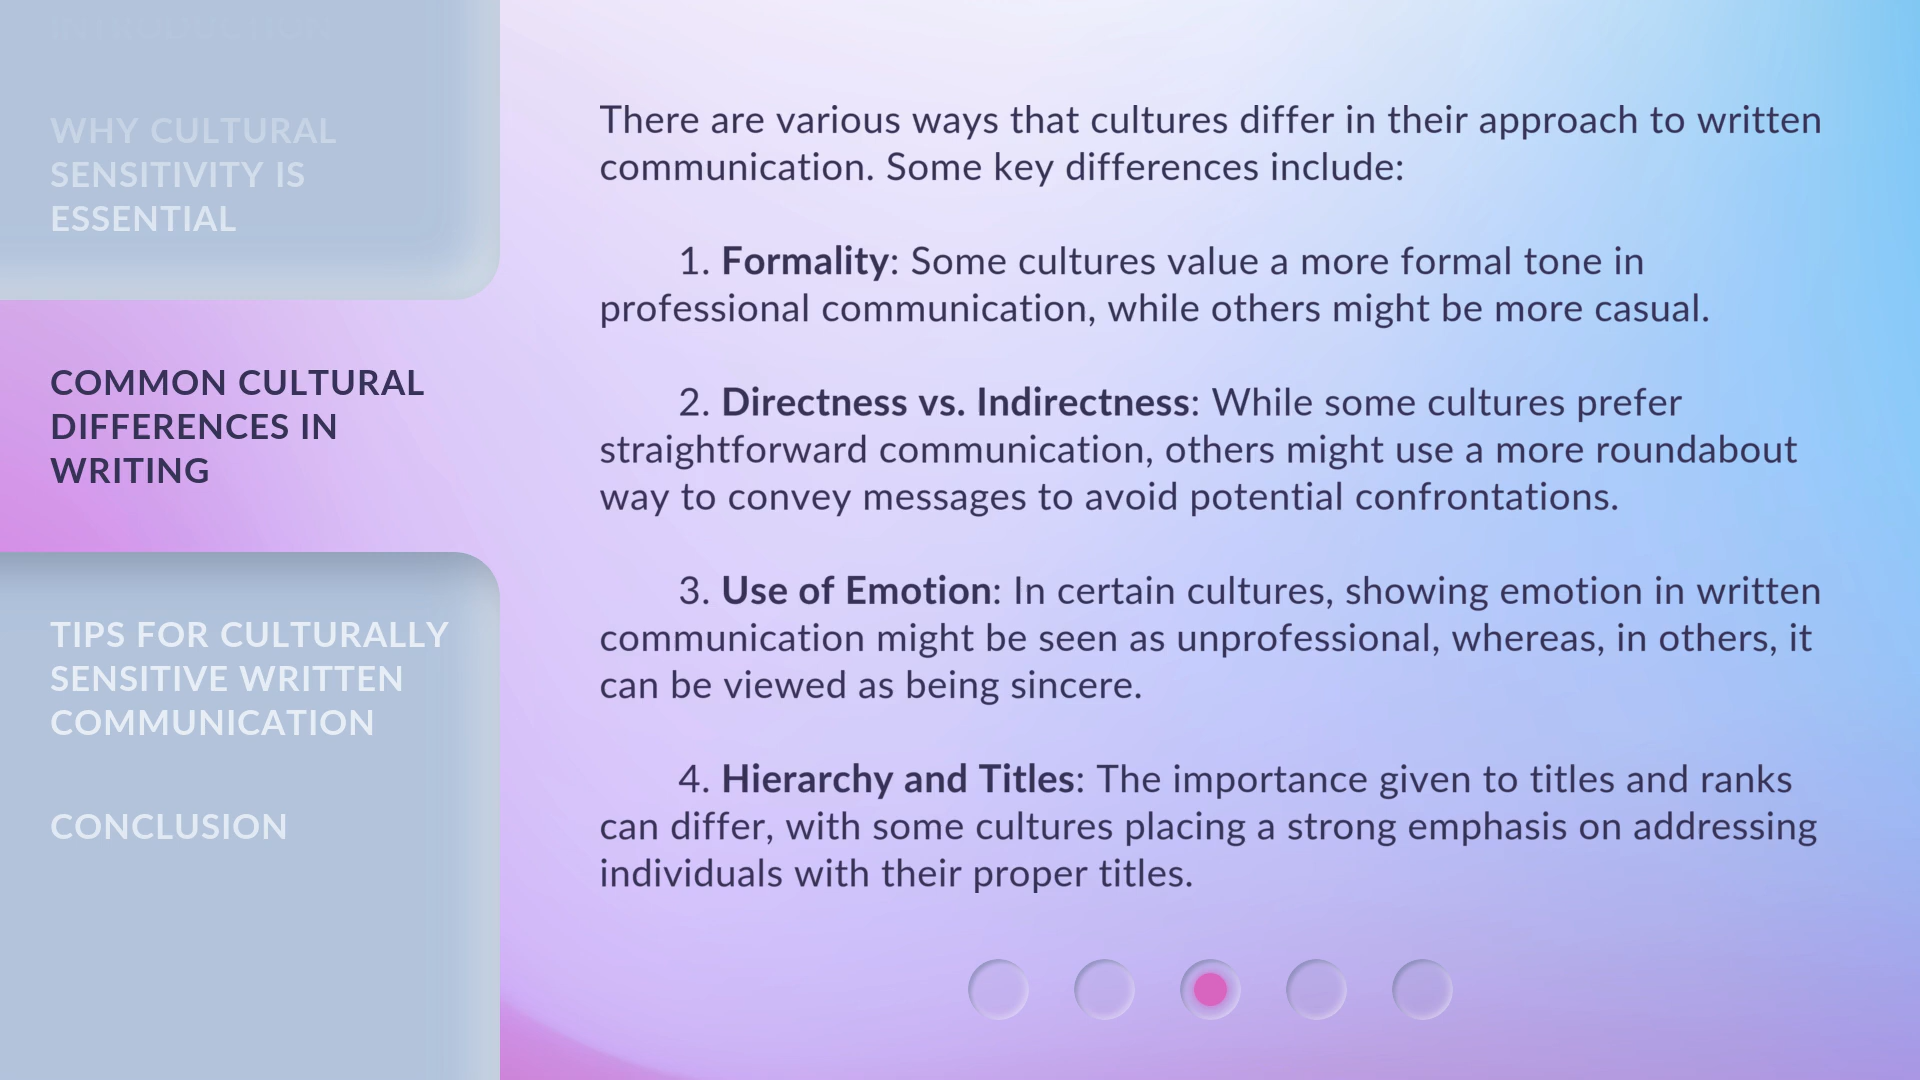 INTRODUCTION
WHY CULTURAL
SENSITIVITY IS
ESSENTIAL
COMMON CULTURAL
DIFFERENCES IN
WRITING
TIPS FOR CULTURALLY
SENSITIVE WRITTEN
COMMUNICATION
CONCLUSION
There are various ways that cultures differ in their approach to written
communication. Some key differences include:
1. Formality: Some cultures value a more formal tone in
professional communication, while others might be more casual.
2. Directness vs. Indirectness: While some cultures prefer
straightforward communication, others might use a more roundabout
way to convey messages to avoid potential confrontations.
3. Use of Emotion: In certain cultures, showing emotion in written
communication might be seen as unprofessional, whereas, in others, it
can be viewed as being sincere.
4. Hierarchy and Titles: The importance given to titles and ranks
can differ, with some cultures placing a strong emphasis on addressing
individuals with their proper titles.